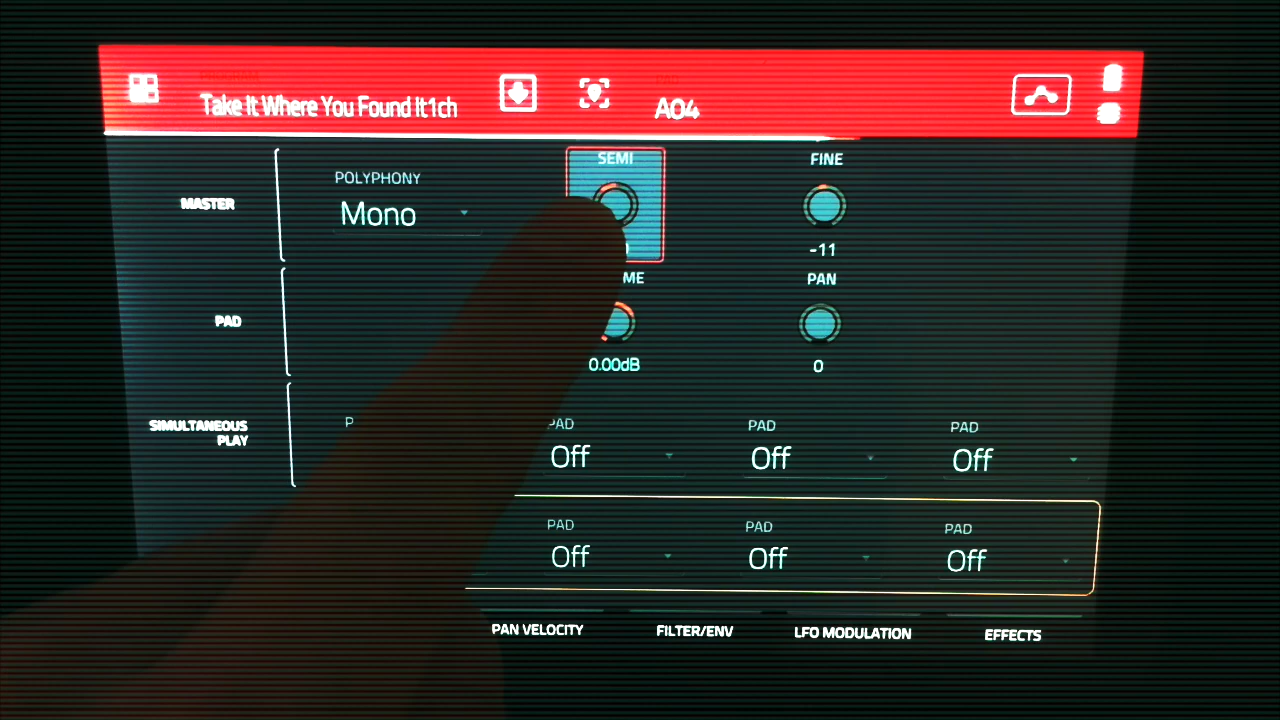 Take It Where You Found It1ch
A04
SEMI
FINE
POLYPHONY
MASTER
Mono
-11
ME
PAN
PAD
0.00dB
0
SIMULTANEOUS
PLAY
P
PAD
PAD
PAD
Off
Off
Off
PAD
PAD
PAD
Off
Off
Off
PAN VELOCITY
FILTER/ENV
LFO MODULATION
EFFECTS